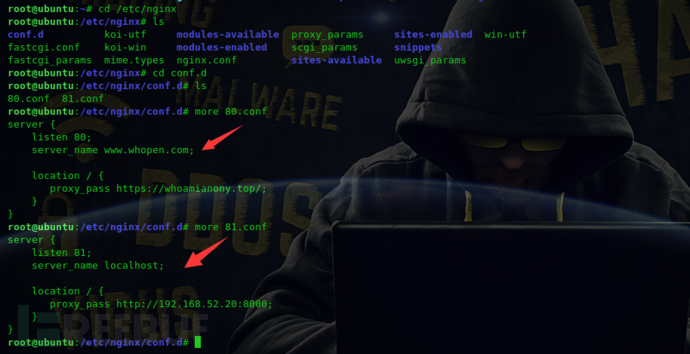 root@ubuntu:~# cd /etc/nginx
root@ubuntu:/etc/nginx# ls
conf.d koi-utf modules-available proxy_params sites-enabled win-utf
fastcgi.conf koi-win modules-enabled scgi_params snippets
fastcgi_params mime.types nginx.conf sites-available uwsgi_params
root@ubuntu:/etc/nginx# cd conf.d
root@ubuntu:/etc/nginx/conf.d# ls
80.conf 81.conf
root@ubuntu:/etc/nginx/conf.d# more 80.conf
server {
listen 80;
server_name www.whopen.com;
location / {
proxy_pass https://whoamianony.top/;
}
}
root@ubuntu:/etc/nginx/conf.d# more 81.conf
server {
listen 81;
server_name localhost;
location / {
proxy_pass http://192.168.52.20:8000;
}
}
root@ubuntu:/etc/nginx/conf.d#
MALWARE
DDOS
VIRUS
REEBUF